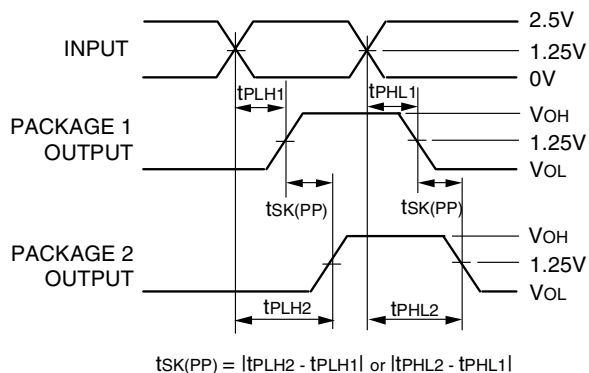 INPUT
2.5V
1.25V
0V
tPLH1
tPHL1
PACKAGE 1
OUTPUT
VOH
1.25V
VOL
tSK(PP)
tSK(PP)
PACKAGE 2
OUTPUT
VOH
1.25V
VOL
tPLH2
tPHL2
tSK(PP) = |tPLH2 - tPLH1| or |tPHL2 - tPHL1|